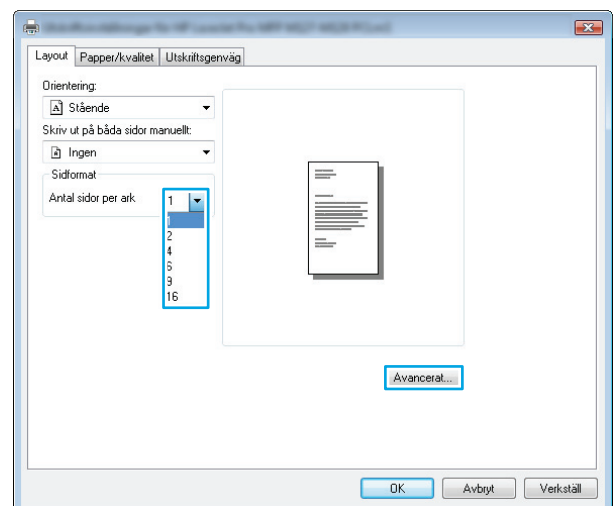 Layout Papper/kvalitet Utskriftsgenväg
Orientering:
Stående
Skriv ut på båda sidor manuellt:
Ingen
Sidformat
Antal sidor per ark 1
1
2
4
6
9
16
Avancerat...
OK Avbryt Verkställ